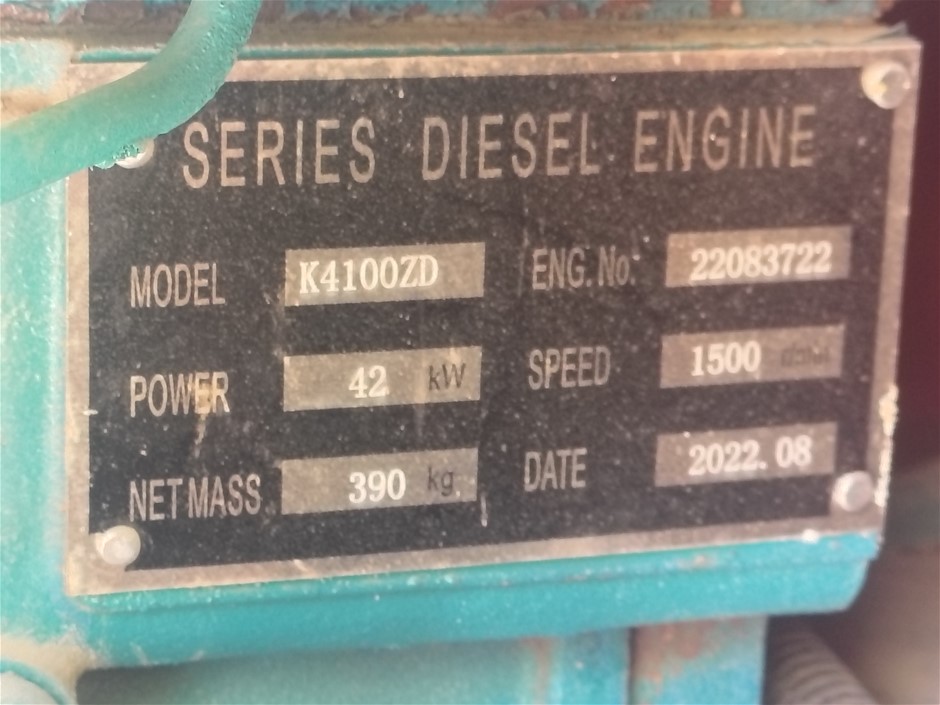 SERIES DIESEL ENGINE
MODEL K4100ZD ENG. No. 22083722
POWER 42 kW SPEED 1500
NET MASS 390 kg DATE 2022.08